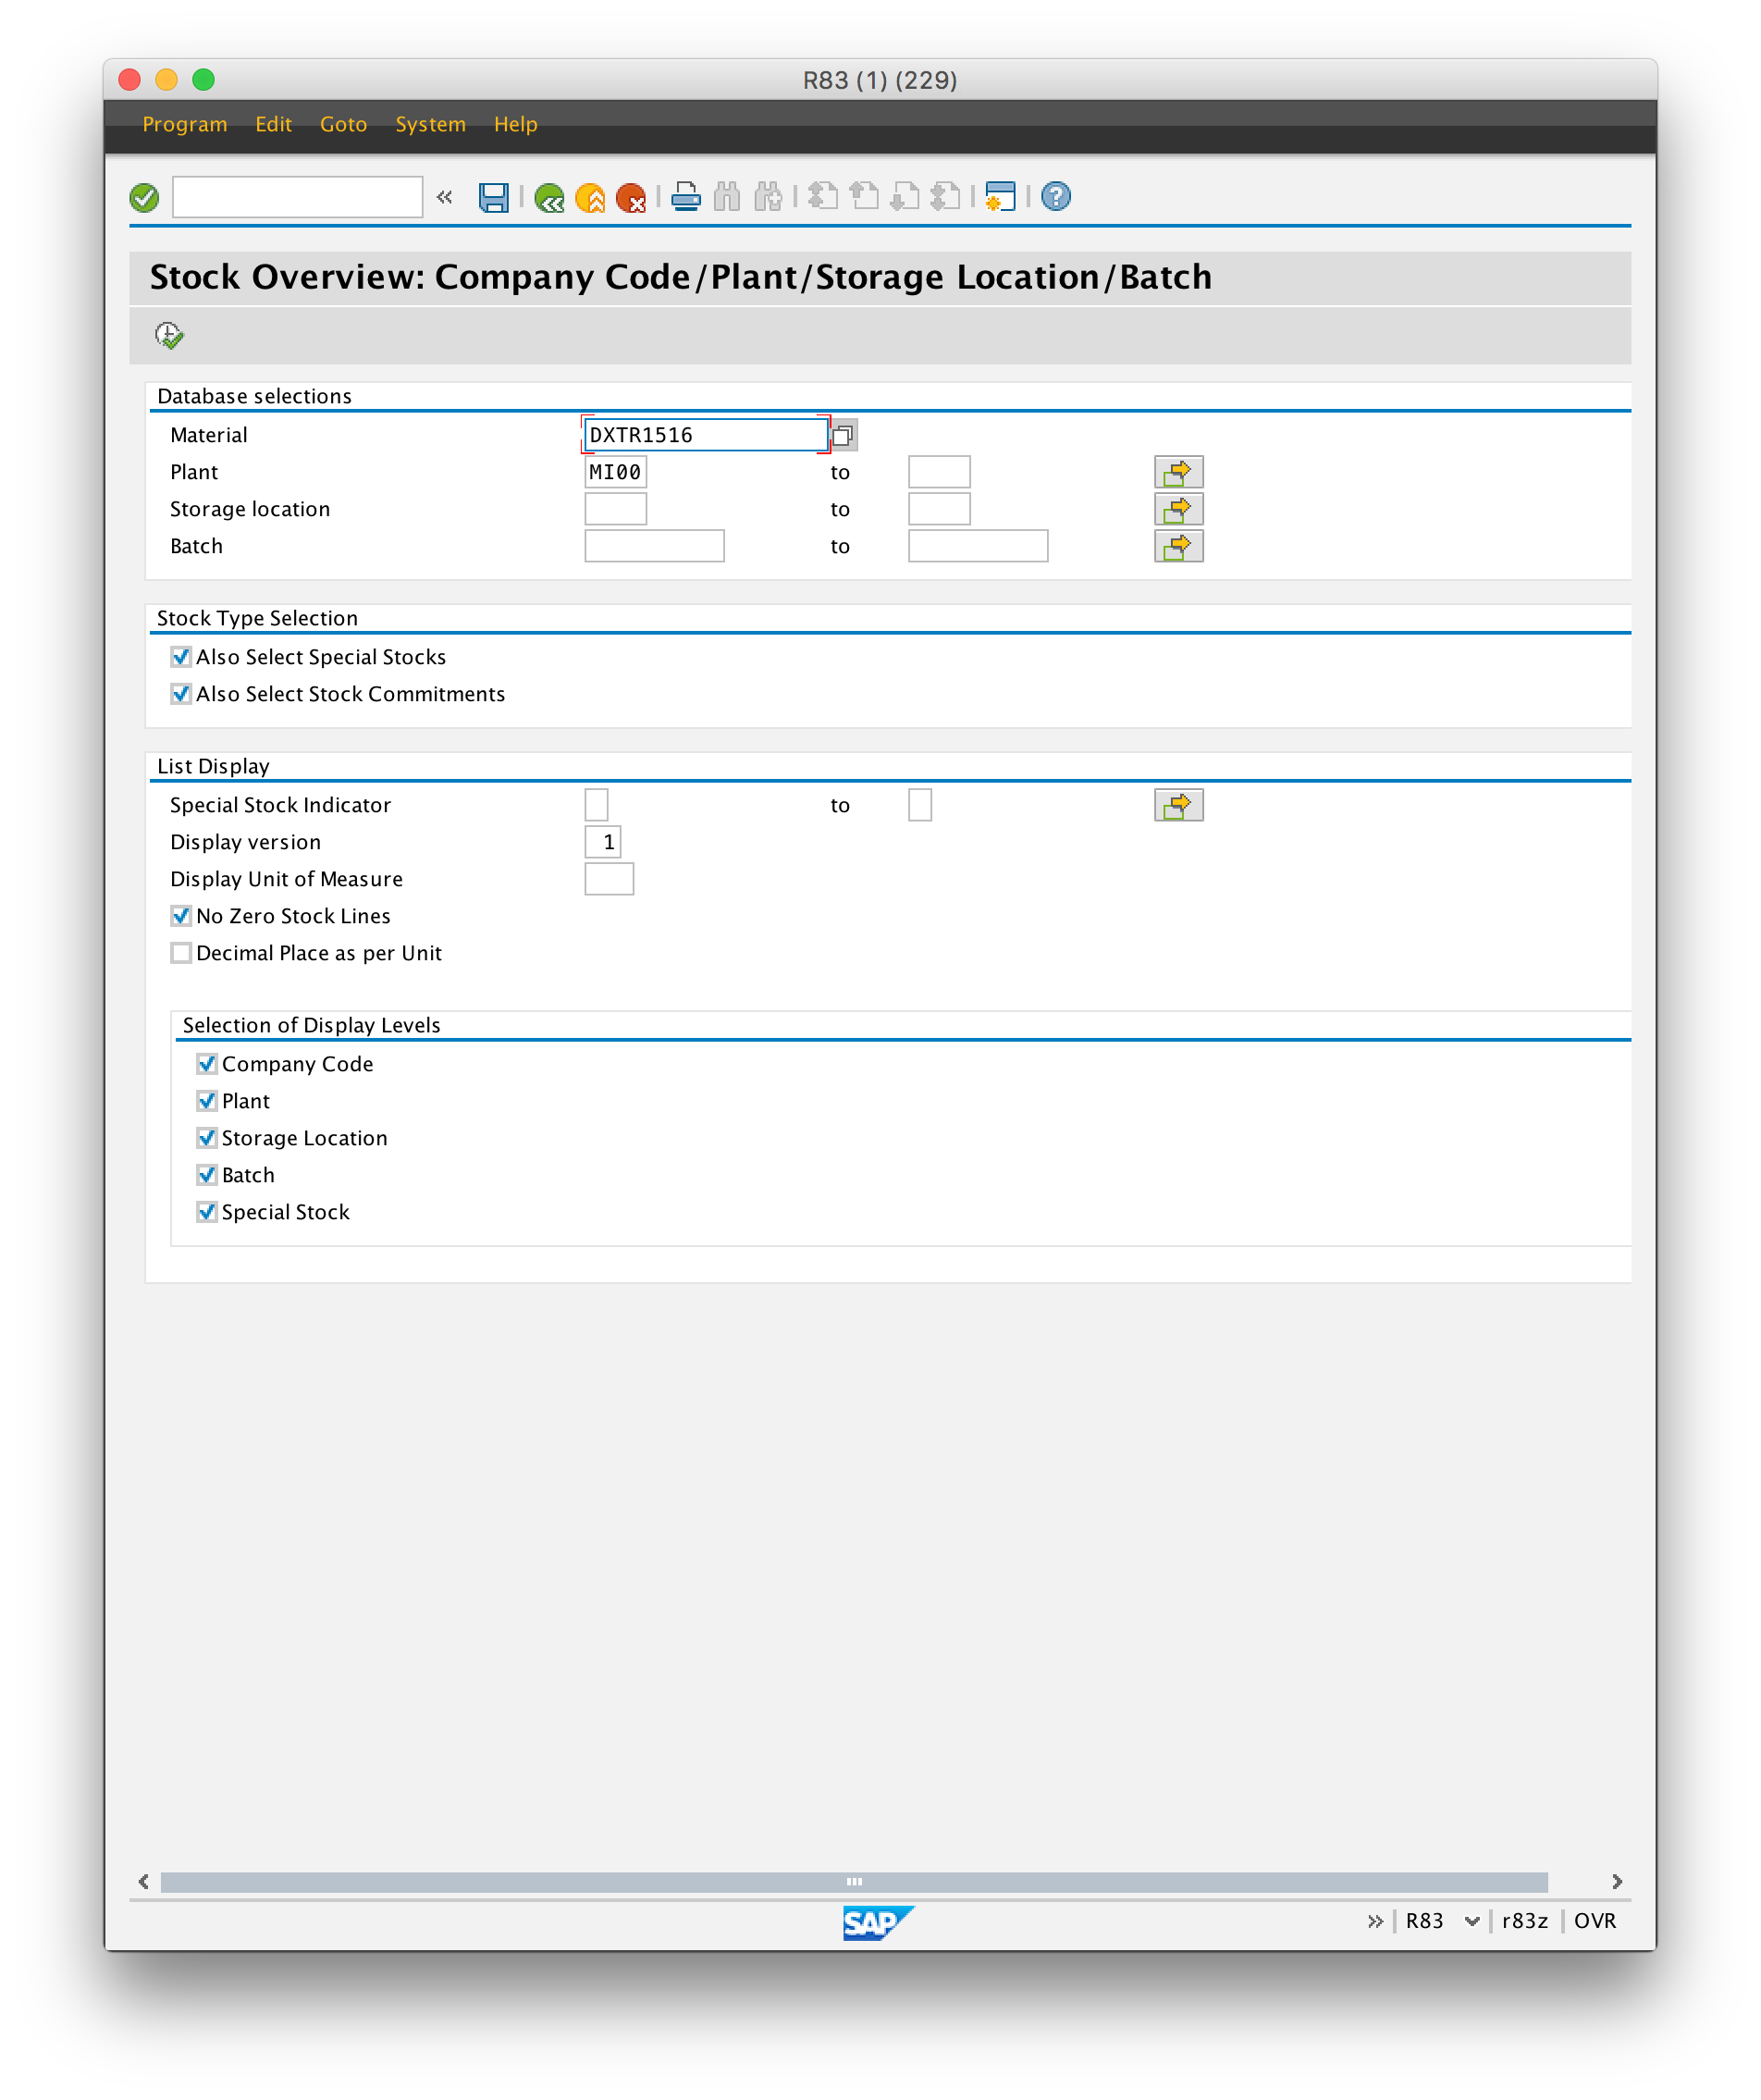 R83 (1) (229)
Program Edit Goto System Help
Stock Overview: Company Code/Plant/Storage Location/Batch
Database selections
Material DXTR1516
Plant MI00 to
Storage location to
Batch to
Stock Type Selection
Also Select Special Stocks
Also Select Stock Commitments
List Display
Special Stock Indicator to
Display version 1
Display Unit of Measure
No Zero Stock Lines
Decimal Place as per Unit
Selection of Display Levels
Company Code
Plant
Storage Location
Batch
Special Stock
SAP R83 r83z OVR